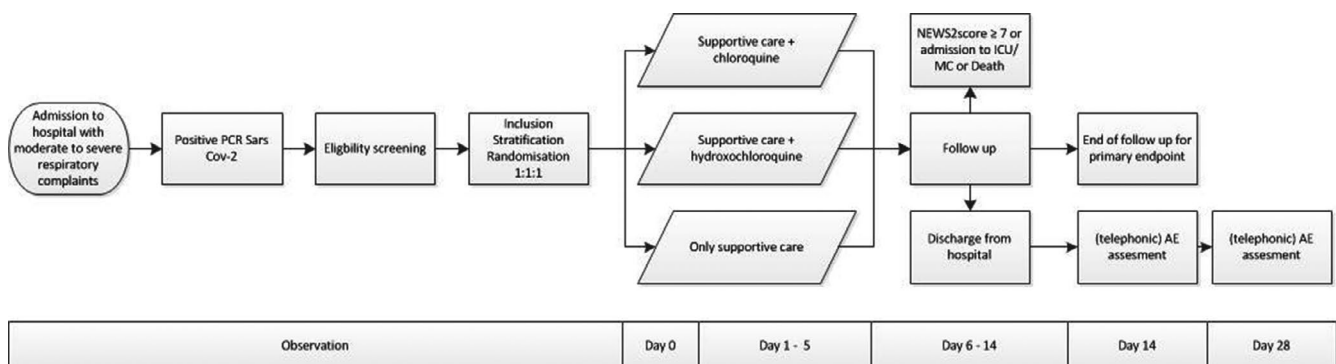 Admission to
hospital with
moderate to severe
respiratory
complaints
Positive PCR Sars
Cov-2
Eligbility screening
Inclusion
Stratification
Randomisation
1:1:1
Supportive care +
chloroquine
Supportive care +
hydroxochloroquine
Only supportive care
NEWS2score ≥ 7 or
admission to ICU/
MC or Death
Follow up
End of follow up for
primary endpoint
Discharge from
hospital
(telephonic) AE
assesment
(telephonic) AE
assesment
Observation
Day 0
Day 1 - 5
Day 6 - 14
Day 14
Day 28